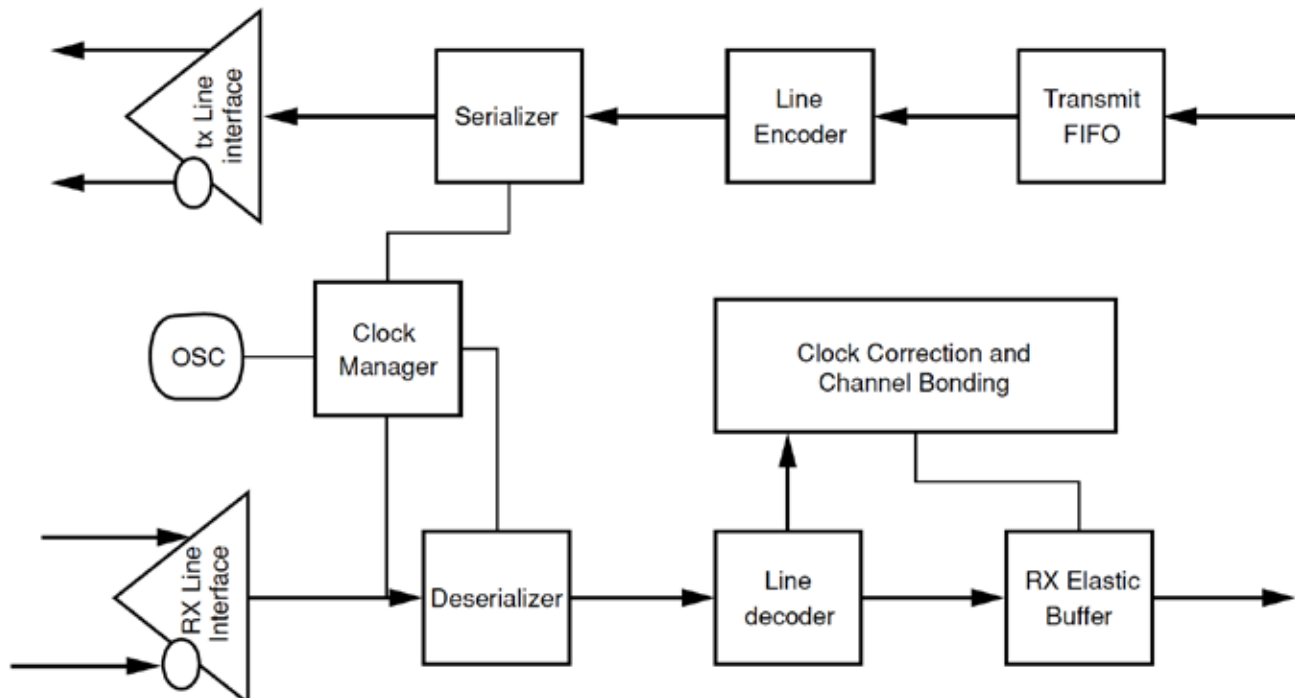 tx Line
interface
Serializer
Line
Encoder
Transmit
FIFO
OSC
Clock
Manager
Clock Correction and
Channel Bonding
RX Line
Interface
Deserializer
Line
decoder
RX Elastic
Buffer